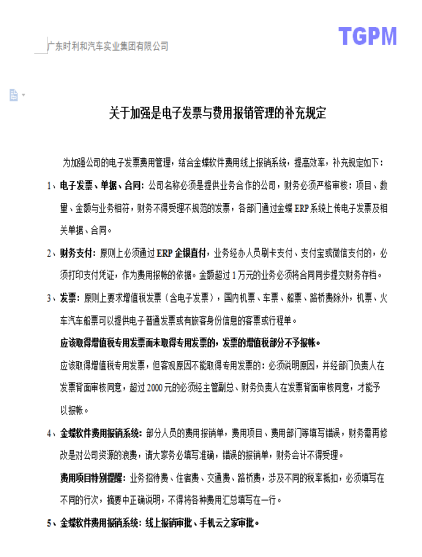 广东时利和汽车实业集团有限公司
TGPM
关于加强是电子发票与费用报销管理的补充规定
为加强公司的电子发票费用管理，结合金蝶软件费用线上报销系统，提高效率，补充规定如下：
1、电子发票、单据、合同：公司名称必须是提供业务合作的公司，财务必须严格审核：项目、数
量、金额与业务相符，财务不得受理不规范的发票，各部门通过金蝶 ERP 系统上传电子发票及相
关单据、合同。
2、财务支付：原则上必须通过 ERP 企银直付，业务经办人员刷卡支付、支付宝或微信支付的，必
须打印支付凭证，作为费用报帐的依据。金额超过 1 万元的业务必须将合同同步提交财务存档。
3、发票：原则上要求增值税发票（含电子发票），国内机票、车票、船票、路桥费除外，机票、火
车汽车船票可以提供电子普通发票或有旅客身份信息的客票或行程单。
应该取得增值税专用发票而未取得专用发票的，发票的增值税部分不予报帐。
应该取得增值税专用发票，但客观原因不能取得专用发票的：必须说明原因，并经部门负责人在
发票背面审核同意，超过 2000 元的必须经主管副总、财务负责人在发票背面审核同意，才能予
以报帐。
4、金蝶软件费用报销系统：部分人员的费用报销单，费用项目、费用部门等填写错误，财务需再修
改是对公司资源的浪费，请大家务必填写准确，错误的报销单，财务会计不得受理。
费用项目特别提醒：业务招待费、住宿费、交通费、路桥费，涉及不同的税率抵扣，必须填写在
不同的行次，摘要中正确说明，不得将各种费用汇总填写在一行。
5、金蝶软件费用报销系统：线上报销审批、手机云之家审批。